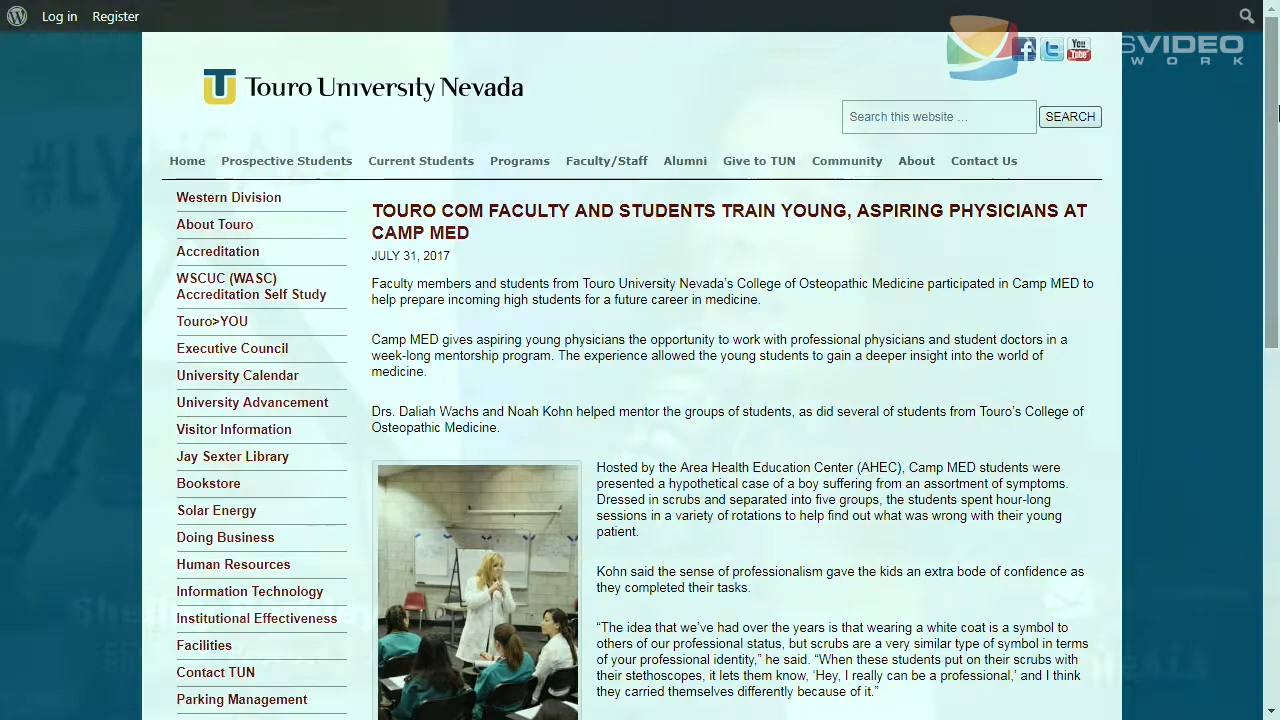 Log in Register
Touro University Nevada
VIDEO
W O R K
Search this website ...
SEARCH
Home Prospective Students Current Students Programs Faculty/Staff Alumni Give to TUN Community About Contact Us
Western Division
About Touro
Accreditation
WSCUC (WASC)
Accreditation Self Study
Touro>YOU
Executive Council
University Calendar
University Advancement
Visitor Information
Jay Sexter Library
Bookstore
Solar Energy
Doing Business
Human Resources
Information Technology
Institutional Effectiveness
Facilities
Contact TUN
Parking Management
TOURO COM FACULTY AND STUDENTS TRAIN YOUNG, ASPIRING PHYSICIANS AT
CAMP MED
JULY 31, 2017
Faculty members and students from Touro University Nevada's College of Osteopathic Medicine participated in Camp MED to
help prepare incoming high students for a future career in medicine.
Camp MED gives aspiring young physicians the opportunity to work with professional physicians and student doctors in a
week-long mentorship program. The experience allowed the young students to gain a deeper insight into the world of
medicine.
Drs. Daliah Wachs and Noah Kohn helped mentor the groups of students, as did several of students from Touro's College of
Osteopathic Medicine.
Hosted by the Area Health Education Center (AHEC), Camp MED students were
presented a hypothetical case of a boy suffering from an assortment of symptoms.
Dressed in scrubs and separated into five groups, the students spent hour-long
sessions in a variety of rotations to help find out what was wrong with their young
patient.
Kohn said the sense of professionalism gave the kids an extra bode of confidence as
they completed their tasks.
“The idea that we've had over the years is that wearing a white coat is a symbol to
others of our professional status, but scrubs are a very similar type of symbol in terms
of your professional identity,” he said. “When these students put on their scrubs with
their stethoscopes, it lets them know, ‘Hey, I really can be a professional,’ and I think
they carried themselves differently because of it.”